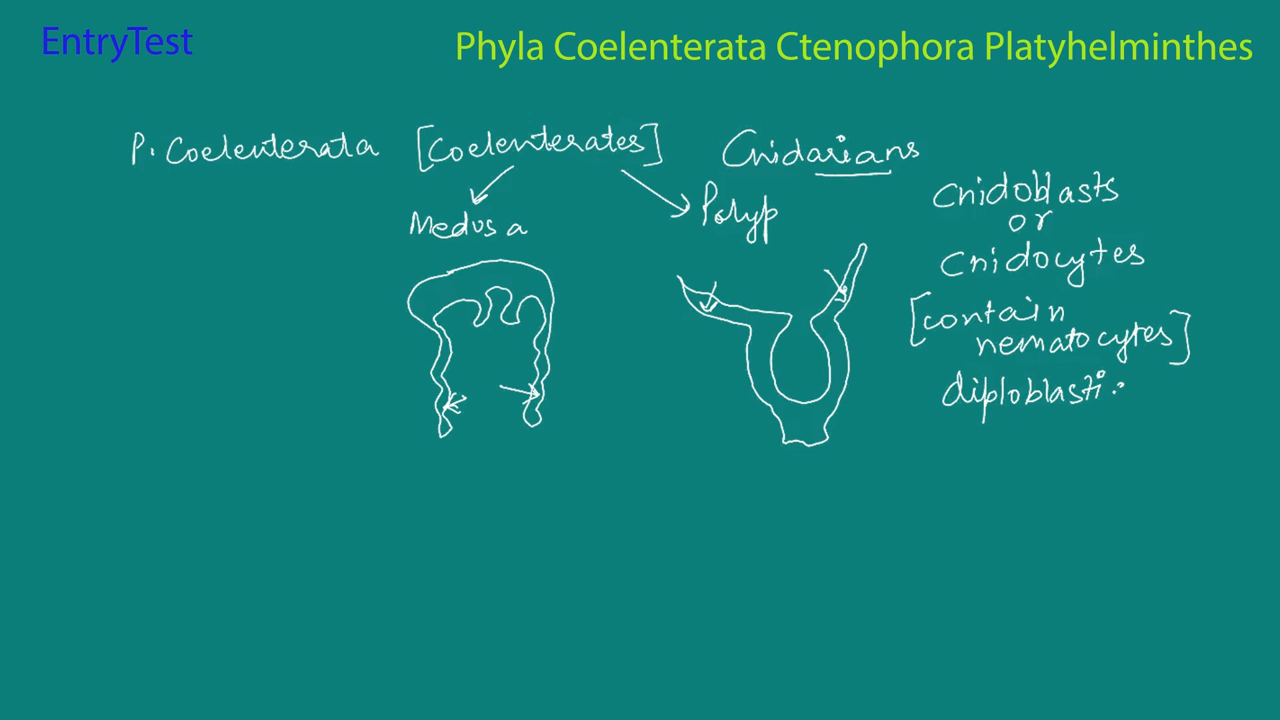 EntryTest
Phyla Coelenterata Ctenophora Platyhelminthes
P. Coelenterata [Coelenterates] Cnidarians
Medusa
Polyp
Cnidoblasts
or
Cnidocytes
[contain
nematocytes]
diploblasti